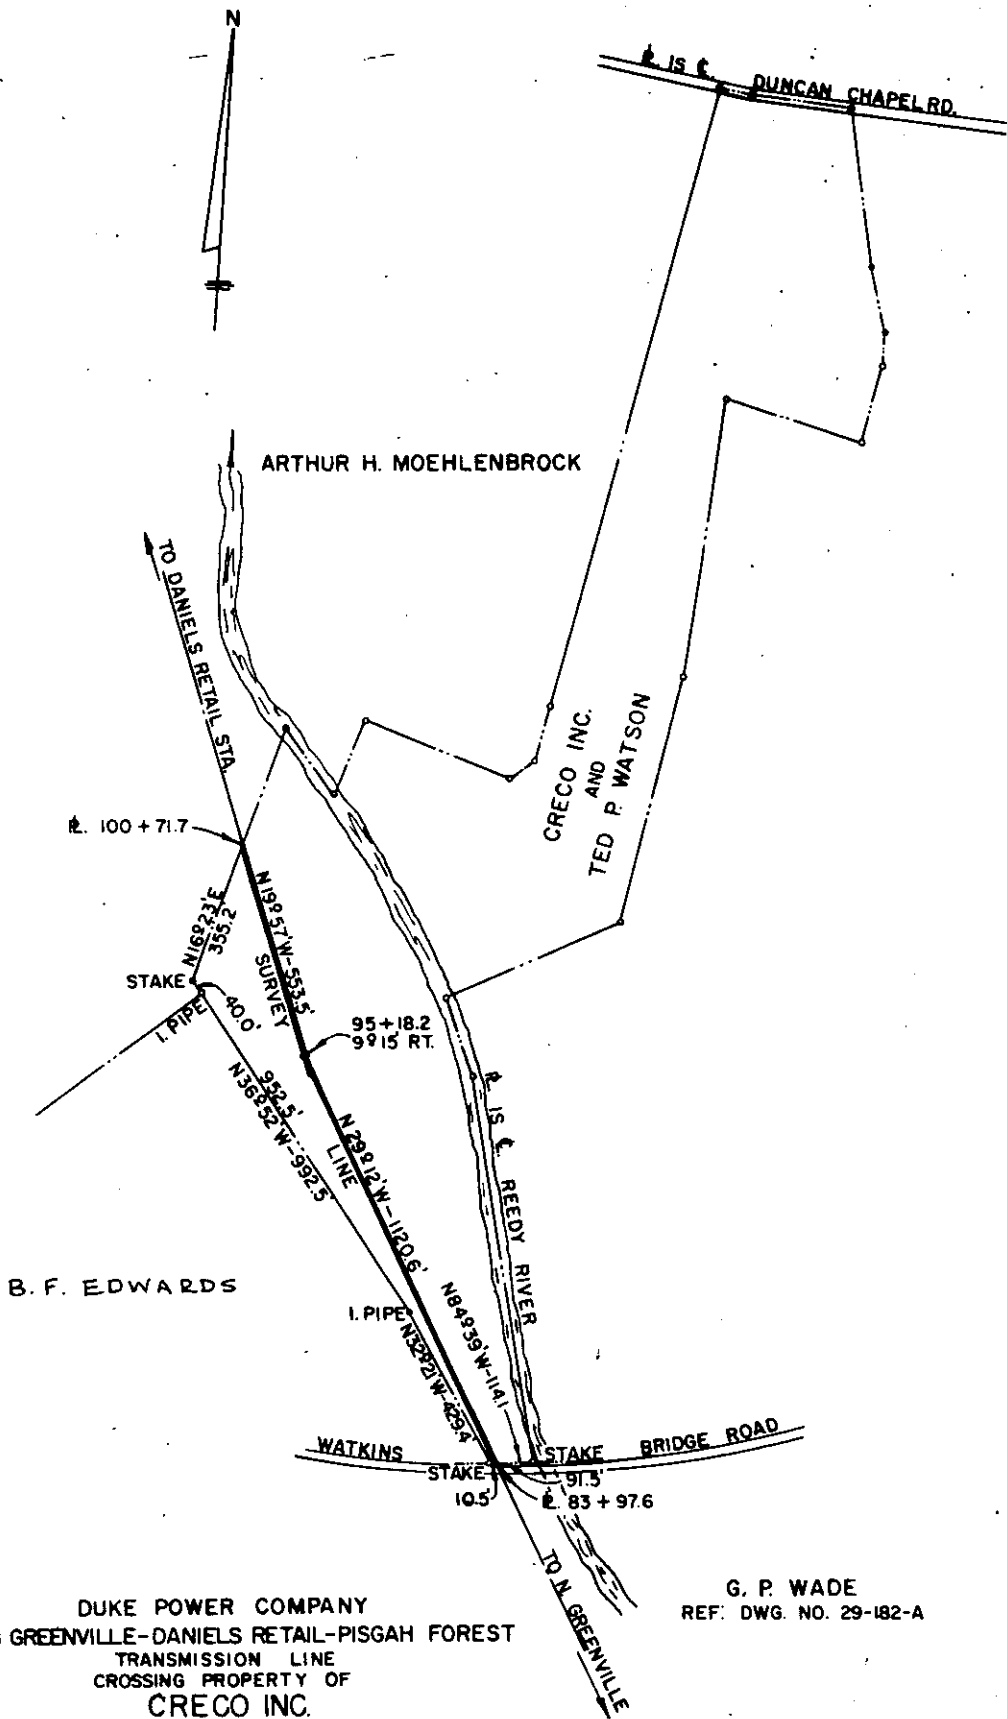 N
℄ IS ℄ DUNCAN CHAPEL RD.
ARTHUR H. MOEHLENBROCK
TO DANIELS RETAIL STA.
CRECO INC.
AND
TED P. WATSON
℄ 100 + 71.7
N16°23'E
355.2'
N19°57'W-553.5'
SURVEY
STAKE
I. PIPE
40.0'
95+18.2
9°15' RT.
952.5'
N36°52'W-992.5'
N29°12'W-1120.6'
LINE
℄ IS ℄ REEDY RIVER
B. F. EDWARDS
I. PIPE
N84°39'W-114.1
N32°21'W-429.4'
WATKINS
STAKE BRIDGE ROAD
STAKE
91.5'
10.5'
℄ 83 + 97.6
TO N. GREENVILLE
G. P. WADE
REF: DWG. NO. 29-182-A
DUKE POWER COMPANY
GREENVILLE-DANIELS RETAIL-PISGAH FOREST
TRANSMISSION LINE
CROSSING PROPERTY OF
CRECO INC.